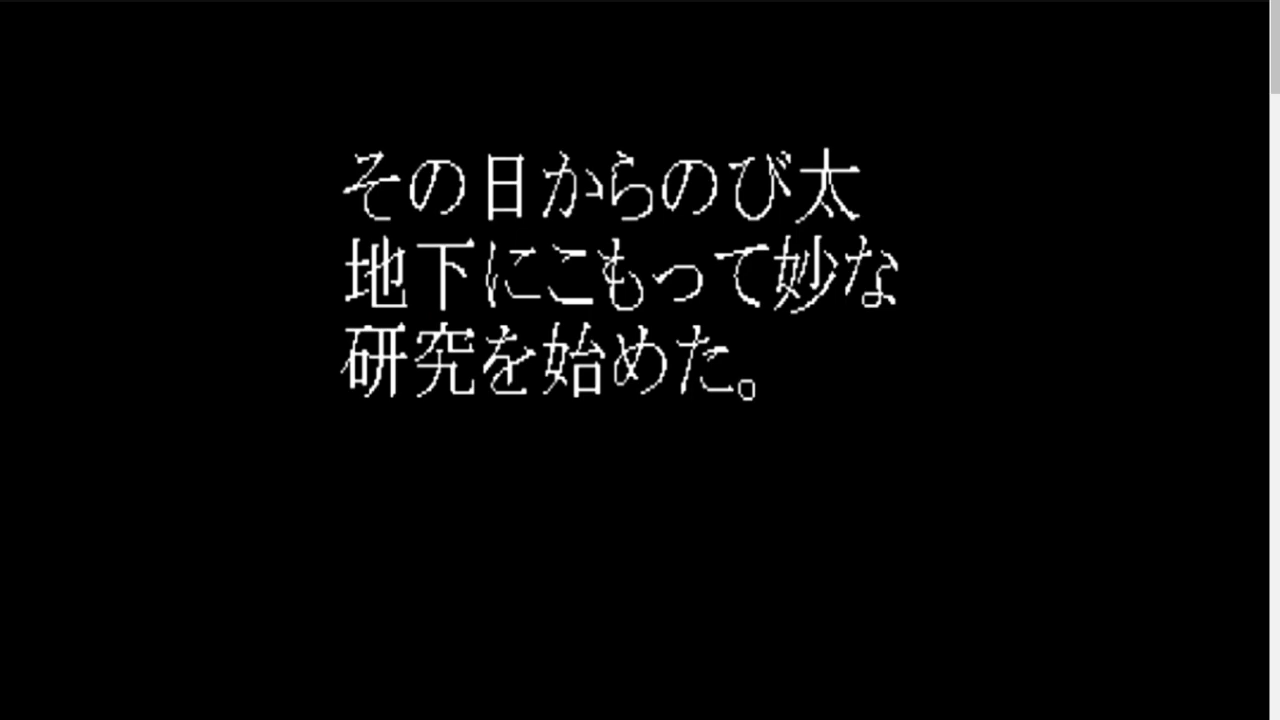 その日からのび太
地下にこもって妙な
研究を始めた。